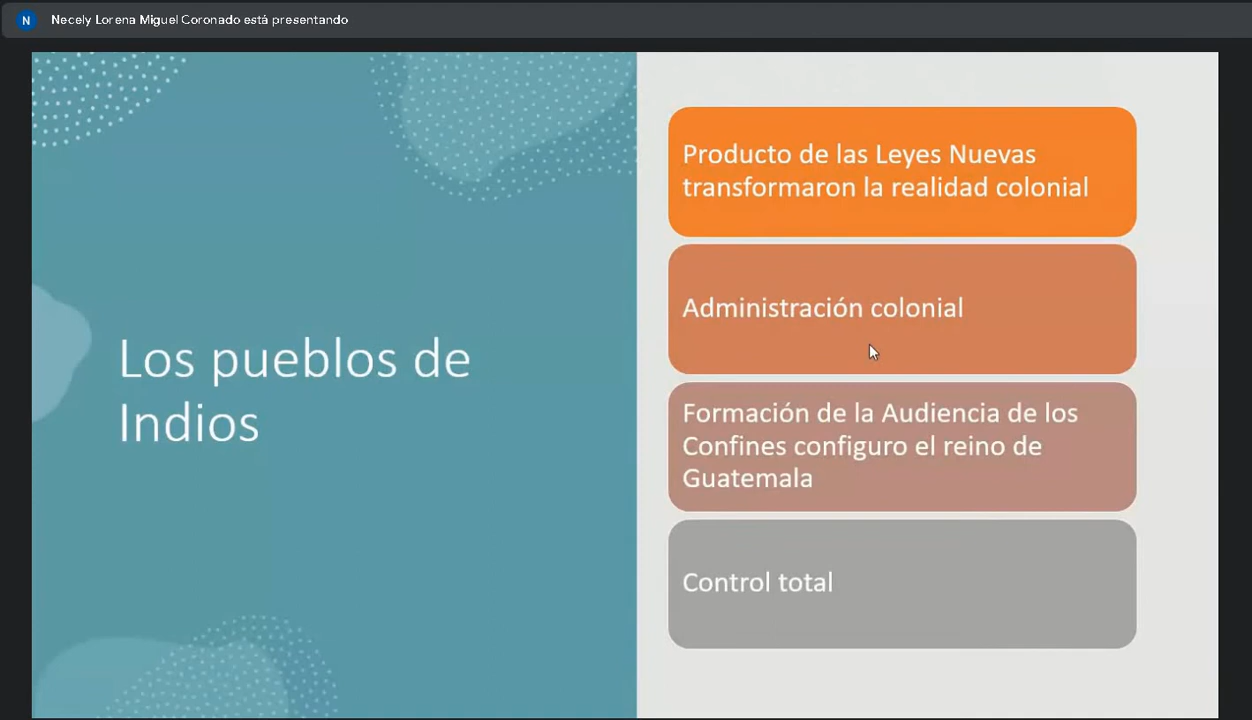 N
Necely Lorena Miguel Coronado está presentando
Los pueblos de
Indios
Producto de las Leyes Nuevas
transformaron la realidad colonial
Administración colonial
Formación de la Audiencia de los
Confines configuro el reino de
Guatemala
Control total